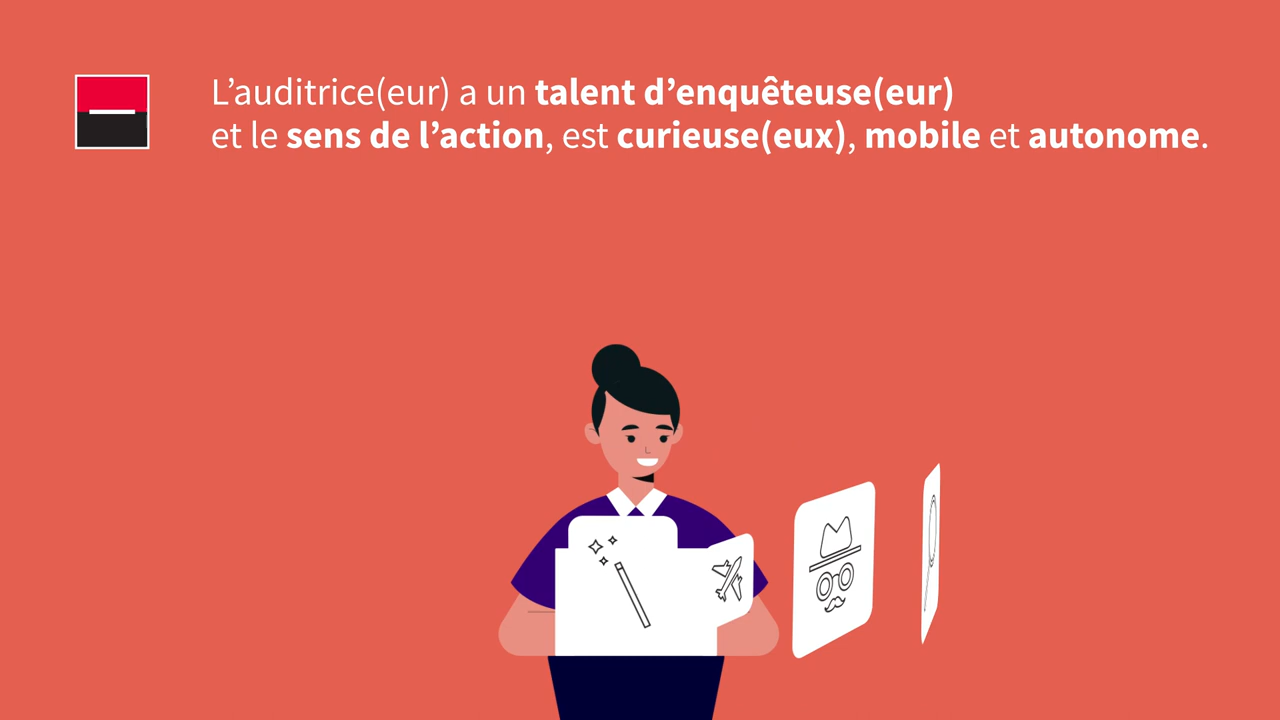 L’auditrice(eur) a un talent d’enquêteuse(eur)
et le sens de l’action, est curieuse(eux), mobile et autonome.